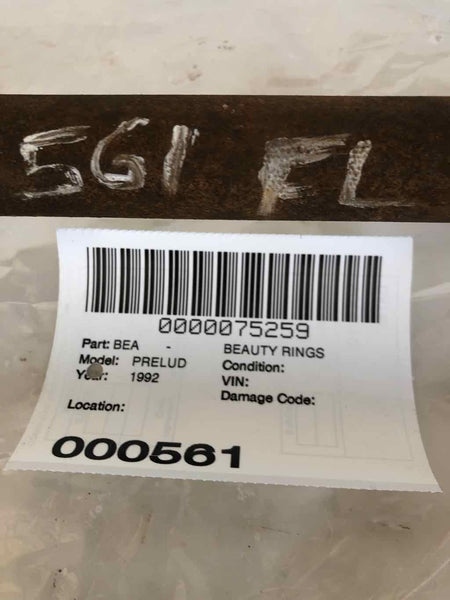 561 FL
0000075259
Part: BEA - BEAUTY RINGS
Model: PRELUD Condition:
Year: 1992 VIN:
Damage Code:
Location:
000561